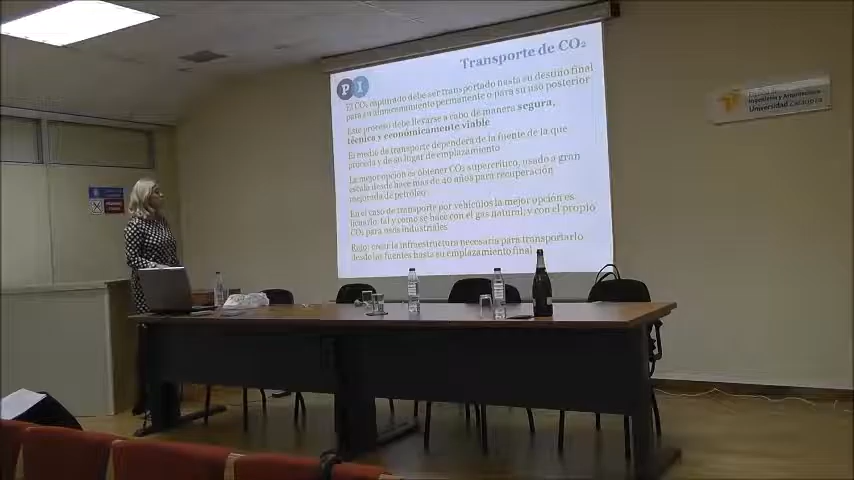 Transporte de CO₂
P I
El CO₂ capturado debe ser transportado hasta su destino final
para su almacenamiento permanente o para su uso posterior
Este proceso debe llevarse a cabo de manera segura,
técnica y económicamente viable
El medio de transporte dependerá de la fuente de la que
proceda y de su lugar de emplazamiento
La mejor opción es obtener CO₂ supercrítico, usado a gran
escala desde hace mas de 40 años para recuperación
mejorada de petróleo
En el caso de transporte por vehículos la mejor opción es
licuarlo, tal y como se hace con el gas natural, y con el propio
CO₂ para usos industriales
Reto: crear la infraestructura necesaria para transportarlo
desde las fuentes hasta su emplazamiento final
Ingeniería y Arquitectura
Universidad Zaragoza